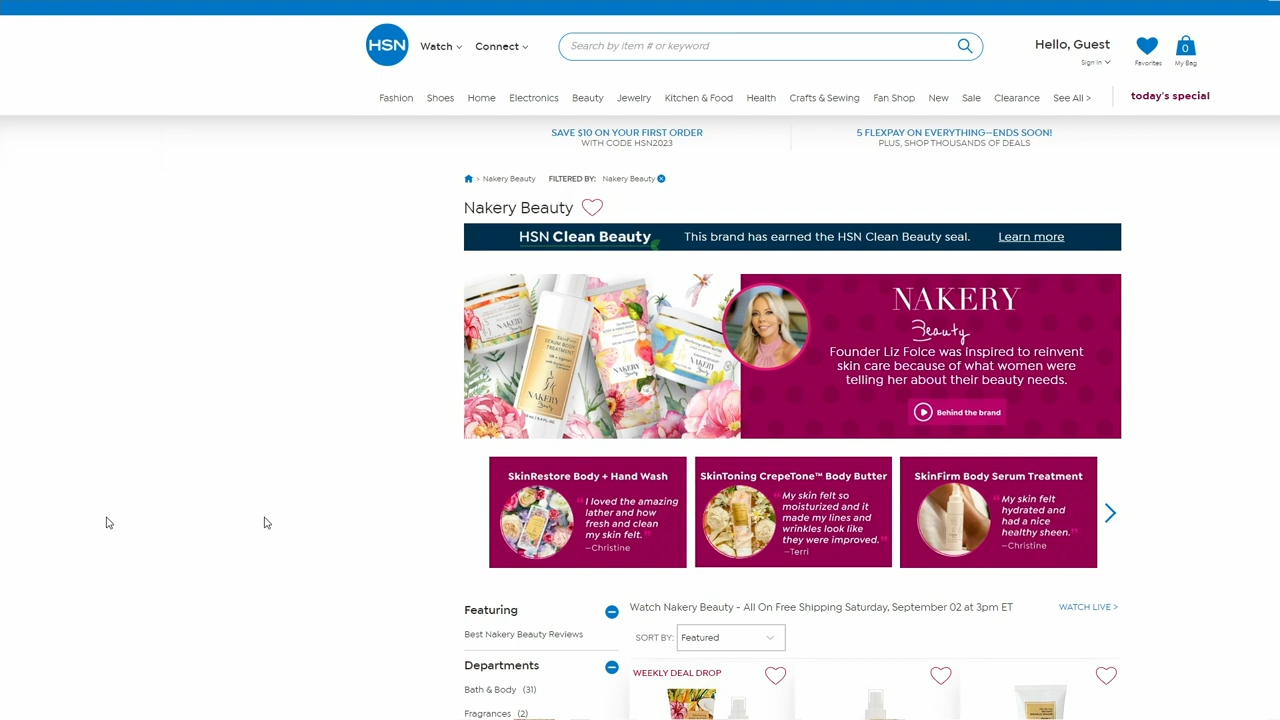 HSN
Watch
Connect
Search by item # or keyword
Hello, Guest
Sign In
Favorites
0
My Bag
Fashion
Shoes
Home
Electronics
Beauty
Jewelry
Kitchen & Food
Health
Crafts & Sewing
Fan Shop
New
Sale
Clearance
See All >
today's special
SAVE $10 ON YOUR FIRST ORDER
WITH CODE HSN2023
5 FLEXPAY ON EVERYTHING—ENDS SOON!
PLUS, SHOP THOUSANDS OF DEALS
> Nakery Beauty
FILTERED BY: Nakery Beauty
Nakery Beauty
HSN Clean Beauty
This brand has earned the HSN Clean Beauty seal.
Learn more
NAKERY
Beauty
Founder Liz Folce was inspired to reinvent
skin care because of what women were
telling her about their beauty needs.
Behind the brand
SERUM BODY
TREATMENT
NAKERY
Beauty
NAKERY
Beauty
NAKERY
SkinRestore Body + Hand Wash
"I loved the amazing
lather and how
fresh and clean
my skin felt."
—Christine
SkinToning CrepeTone™ Body Butter
"My skin felt so
moisturized and it
made my lines and
wrinkles look like
they were improved."
—Terri
SkinFirm Body Serum Treatment
"My skin felt
hydrated and
had a nice
healthy sheen."
—Christine
Featuring
Best Nakery Beauty Reviews
Departments
Bath & Body (31)
Fragrances (2)
Watch Nakery Beauty - All On Free Shipping Saturday, September 02 at 3pm ET
WATCH LIVE >
SORT BY:
Featured
WEEKLY DEAL DROP